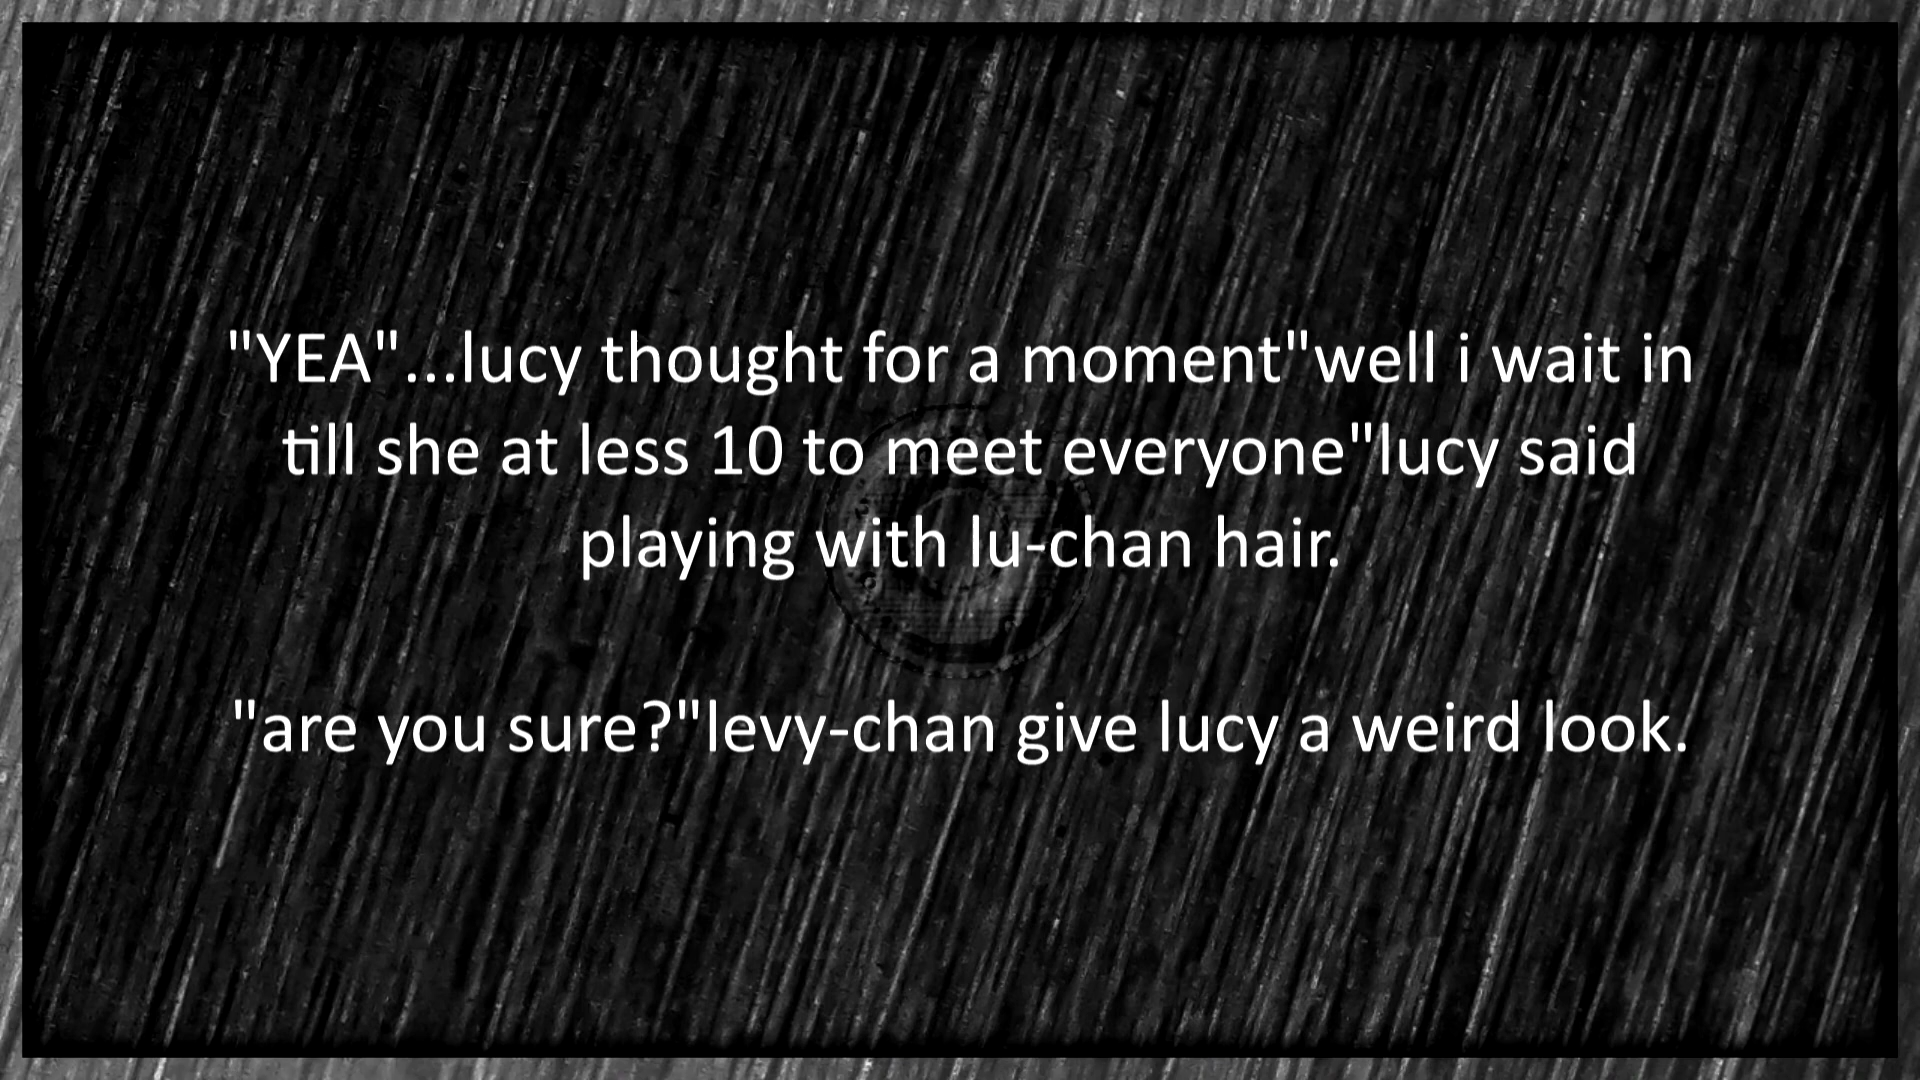 "YEA"...lucy thought for a moment"well i wait in
till she at less 10 to meet everyone"lucy said
playing with lu-chan hair.
"are you sure?"levy-chan give lucy a weird look.